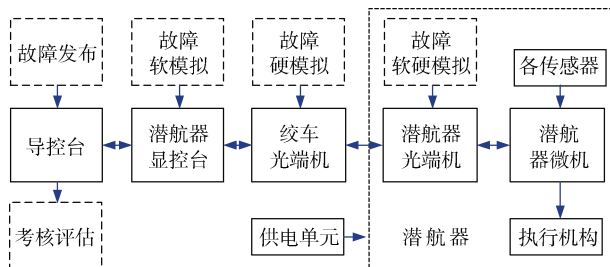 故障发布
故障
软模拟
故障
硬模拟
故障
软硬模拟
各传感器
导控台
潜航器
显控台
绞车
光端机
潜航器
光端机
潜航
器微机
考核评估
供电单元
潜航器
执行机构